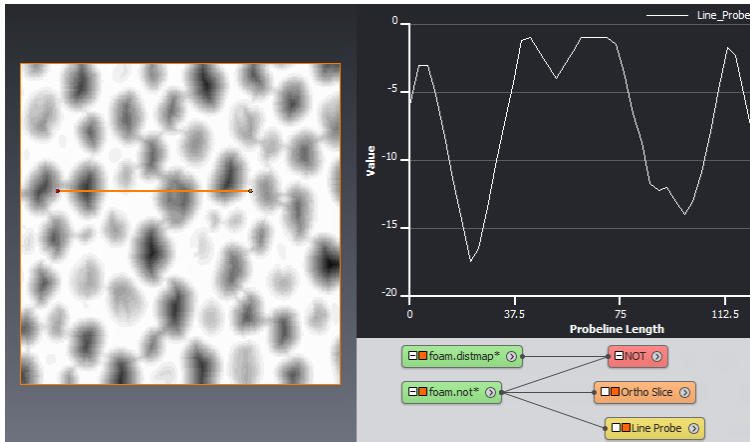 Line_Probe
0
-5
-10
-15
-20
Value
0 37.5 75 112.5
Probeline Length
foam.distmap*
NOT
foam.not*
Ortho Slice
Line Probe